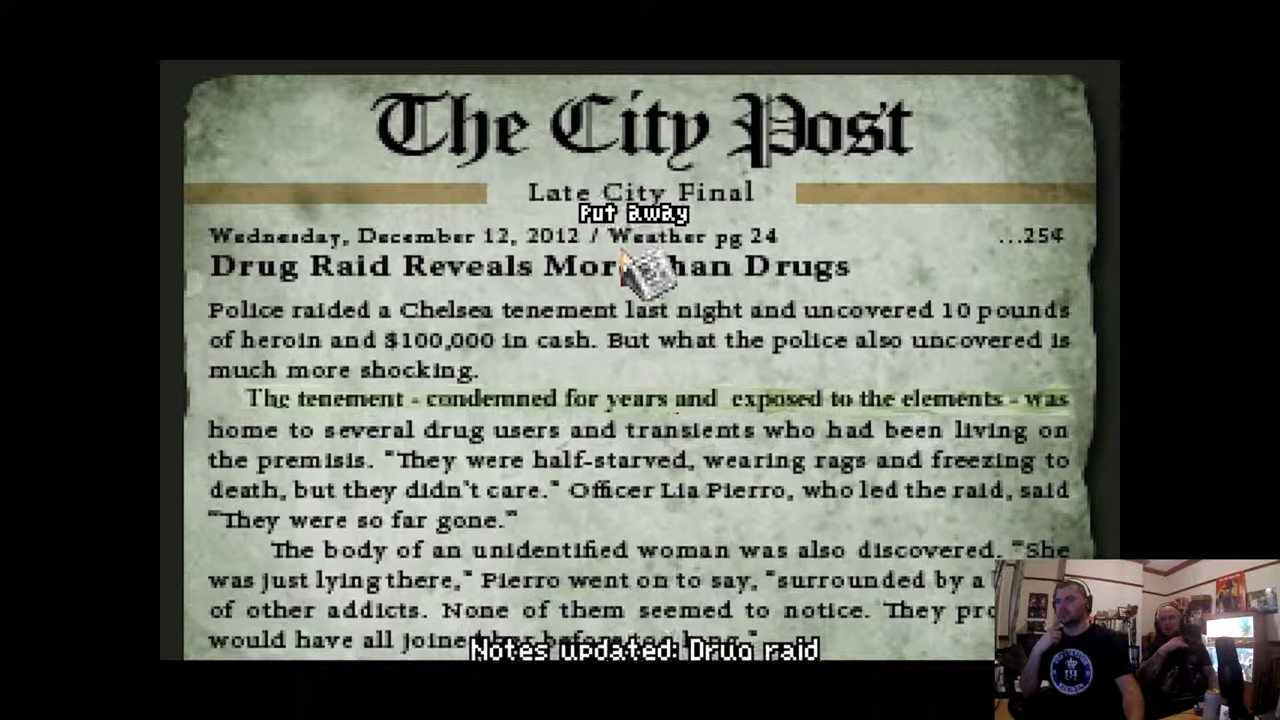 The City Post
Late City Final
Put away
Wednesday, December 12, 2012 / Weather pg 24 ...25¢
Drug Raid Reveals Mor han Drugs
Police raided a Chelsea tenement last night and uncovered 10 pounds
of heroin and $100,000 in cash. But what the police also uncovered is
much more shocking.
The tenement - condemned for years and exposed to the elements - was
home to several drug users and transients who had been living on
the premisis. "They were half-starved, wearing rags and freezing to
death, but they didn't care." Officer Lia Pierro, who led the raid, said
"They were so far gone."
The body of an unidentified woman was also discovered. "She
was just lying there," Pierro went on to say, "surrounded by a
of other addicts. None of them seemed to notice. They pro
would have all joine
Notes updated: Drug raid